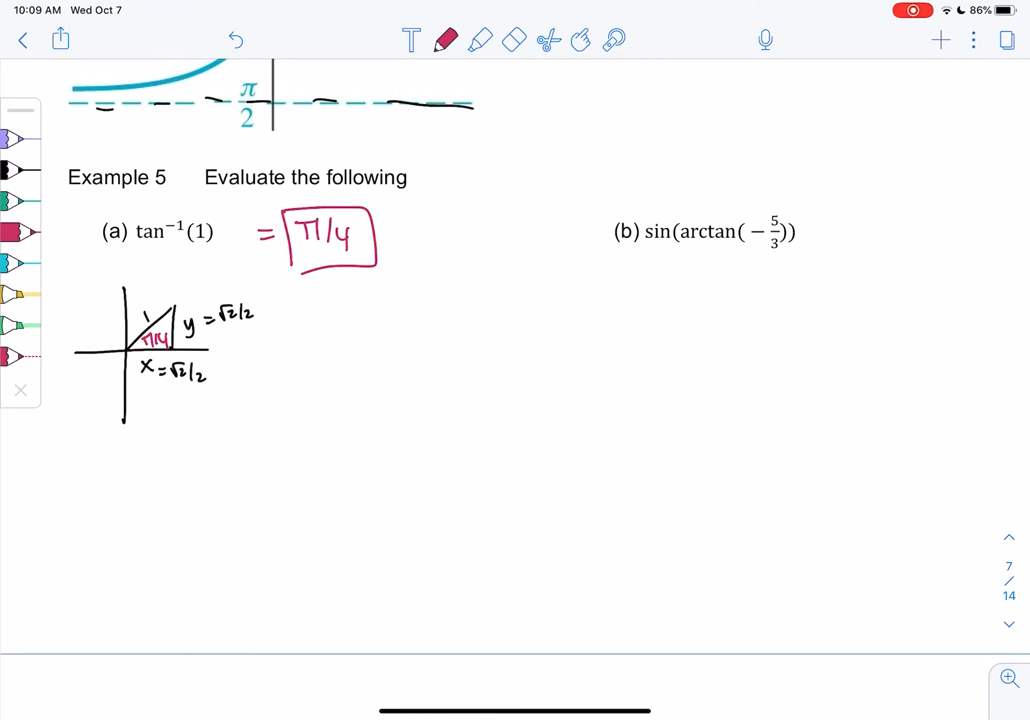 10:09 AM Wed Oct 7
86%
T
π/2
Example 5 Evaluate the following
(a) tan⁻¹(1) = π/4
(b) sin(arctan(− 5/3))
1
y = √2/2
π/4
x = √2/2
7
/
14